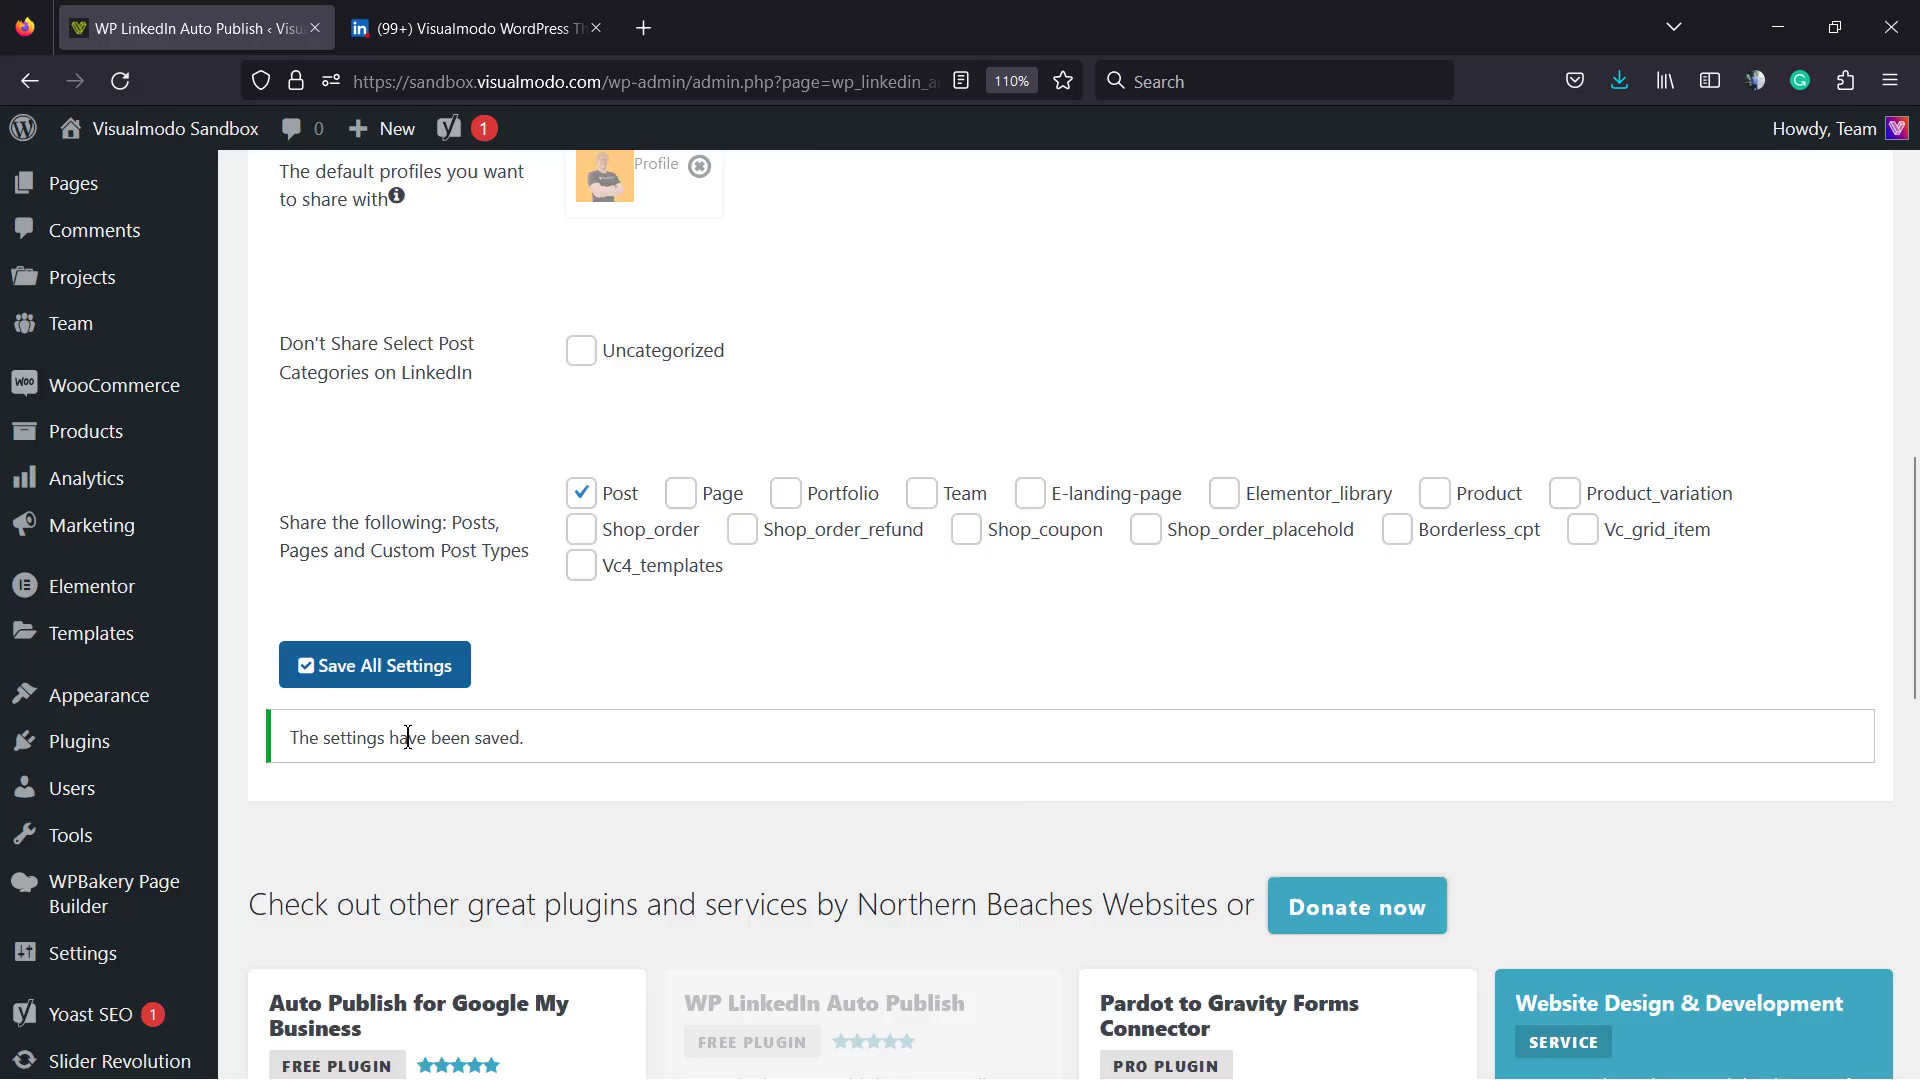 WP LinkedIn Auto Publish ‹ Visu
in (99+) Visualmodo WordPress Th
https://sandbox.visualmodo.com/wp-admin/admin.php?page=wp_linkedin_a
110%
Search
Visualmodo Sandbox
0
New
1
Howdy, Team
Pages
Comments
Projects
Team
WooCommerce
Products
Analytics
Marketing
Elementor
Templates
Appearance
Plugins
Users
Tools
WPBakery Page
Builder
Settings
Yoast SEO 1
Slider Revolution
The default profiles you want
to share with
Profile
Don't Share Select Post
Categories on LinkedIn
Uncategorized
Share the following: Posts,
Pages and Custom Post Types
Post Page Portfolio Team E-landing-page Elementor_library Product Product_variation
Shop_order Shop_order_refund Shop_coupon Shop_order_placehold Borderless_cpt Vc_grid_item
Vc4_templates
Save All Settings
The settings have been saved.
Check out other great plugins and services by Northern Beaches Websites or
Donate now
Auto Publish for Google My
Business
FREE PLUGIN
WP LinkedIn Auto Publish
FREE PLUGIN
Pardot to Gravity Forms
Connector
PRO PLUGIN
Website Design & Development
SERVICE